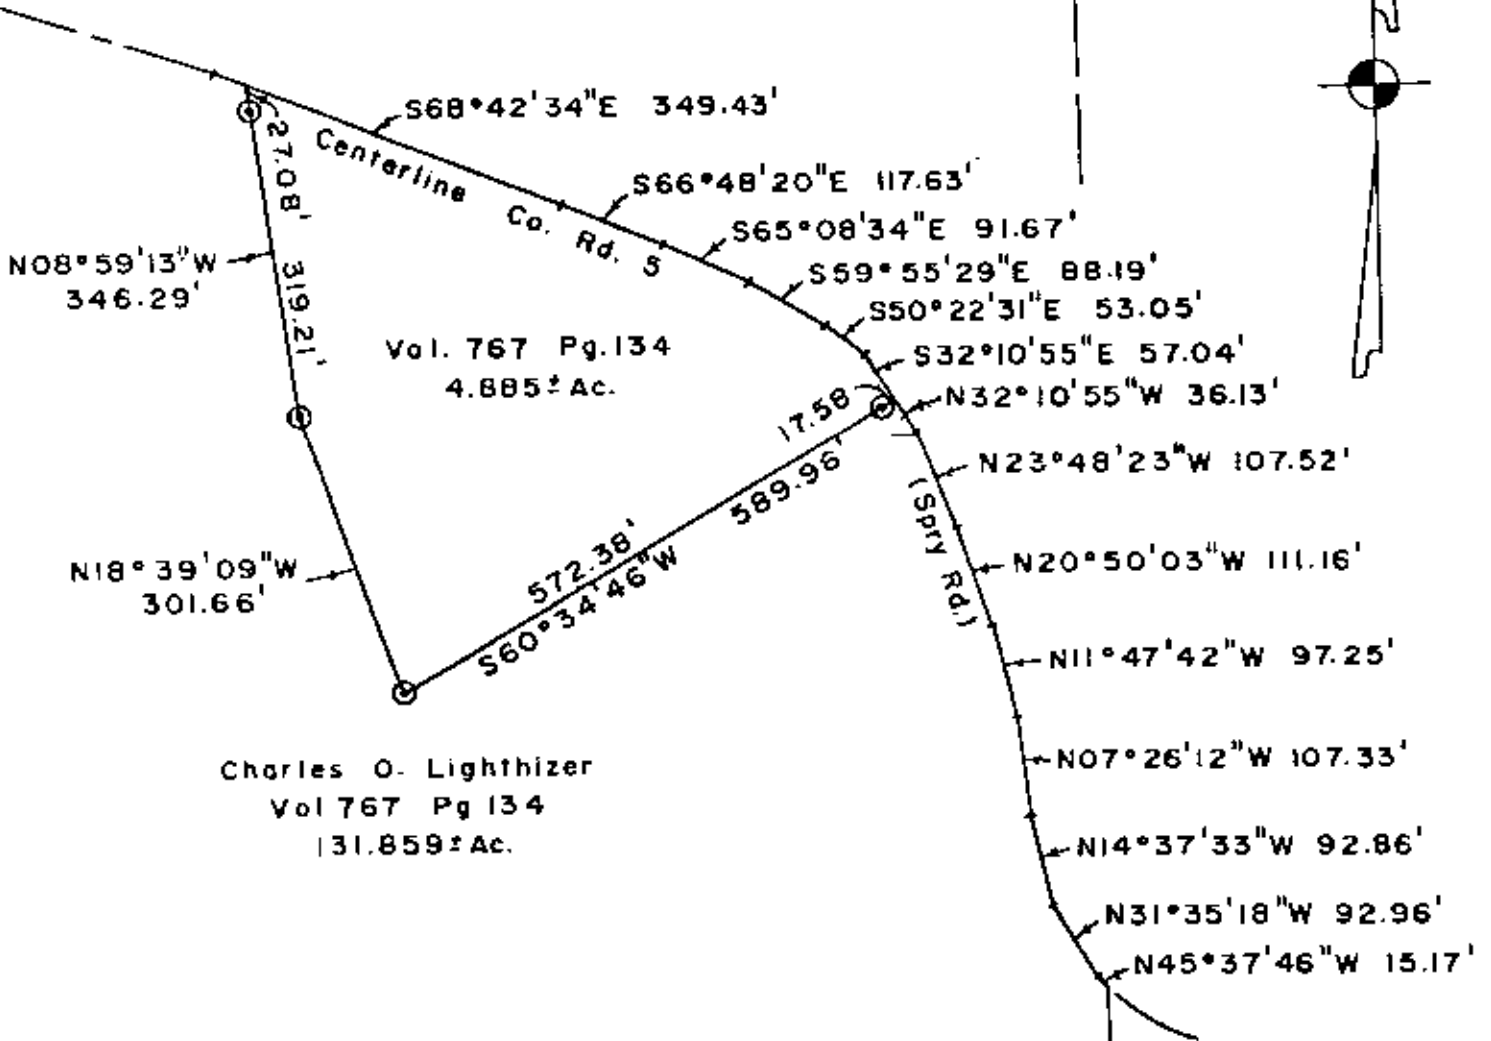 S68°42'34"E 349.43'
Centerline Co. Rd. 5
27.08'
319.21'
S66°48'20"E 117.63'
S65°08'34"E 91.67'
N08°59'13"W
346.29'
S59°55'29"E 88.19'
S50°22'31"E 53.05'
Vol. 767 Pg. 134
4.885± Ac.
S32°10'55"E 57.04'
N32°10'55"W 36.13'
17.58
589.96'
N23°48'23"W 107.52'
(Spry Rd.)
572.38'
S60°34'46"W
N18°39'09"W
301.66'
N20°50'03"W 111.16'
N11°47'42"W 97.25'
N07°26'12"W 107.33'
Charles O. Lighthizer
Vol 767 Pg 134
131.859± Ac.
N14°37'33"W 92.86'
N31°35'18"W 92.96'
N45°37'46"W 15.17'